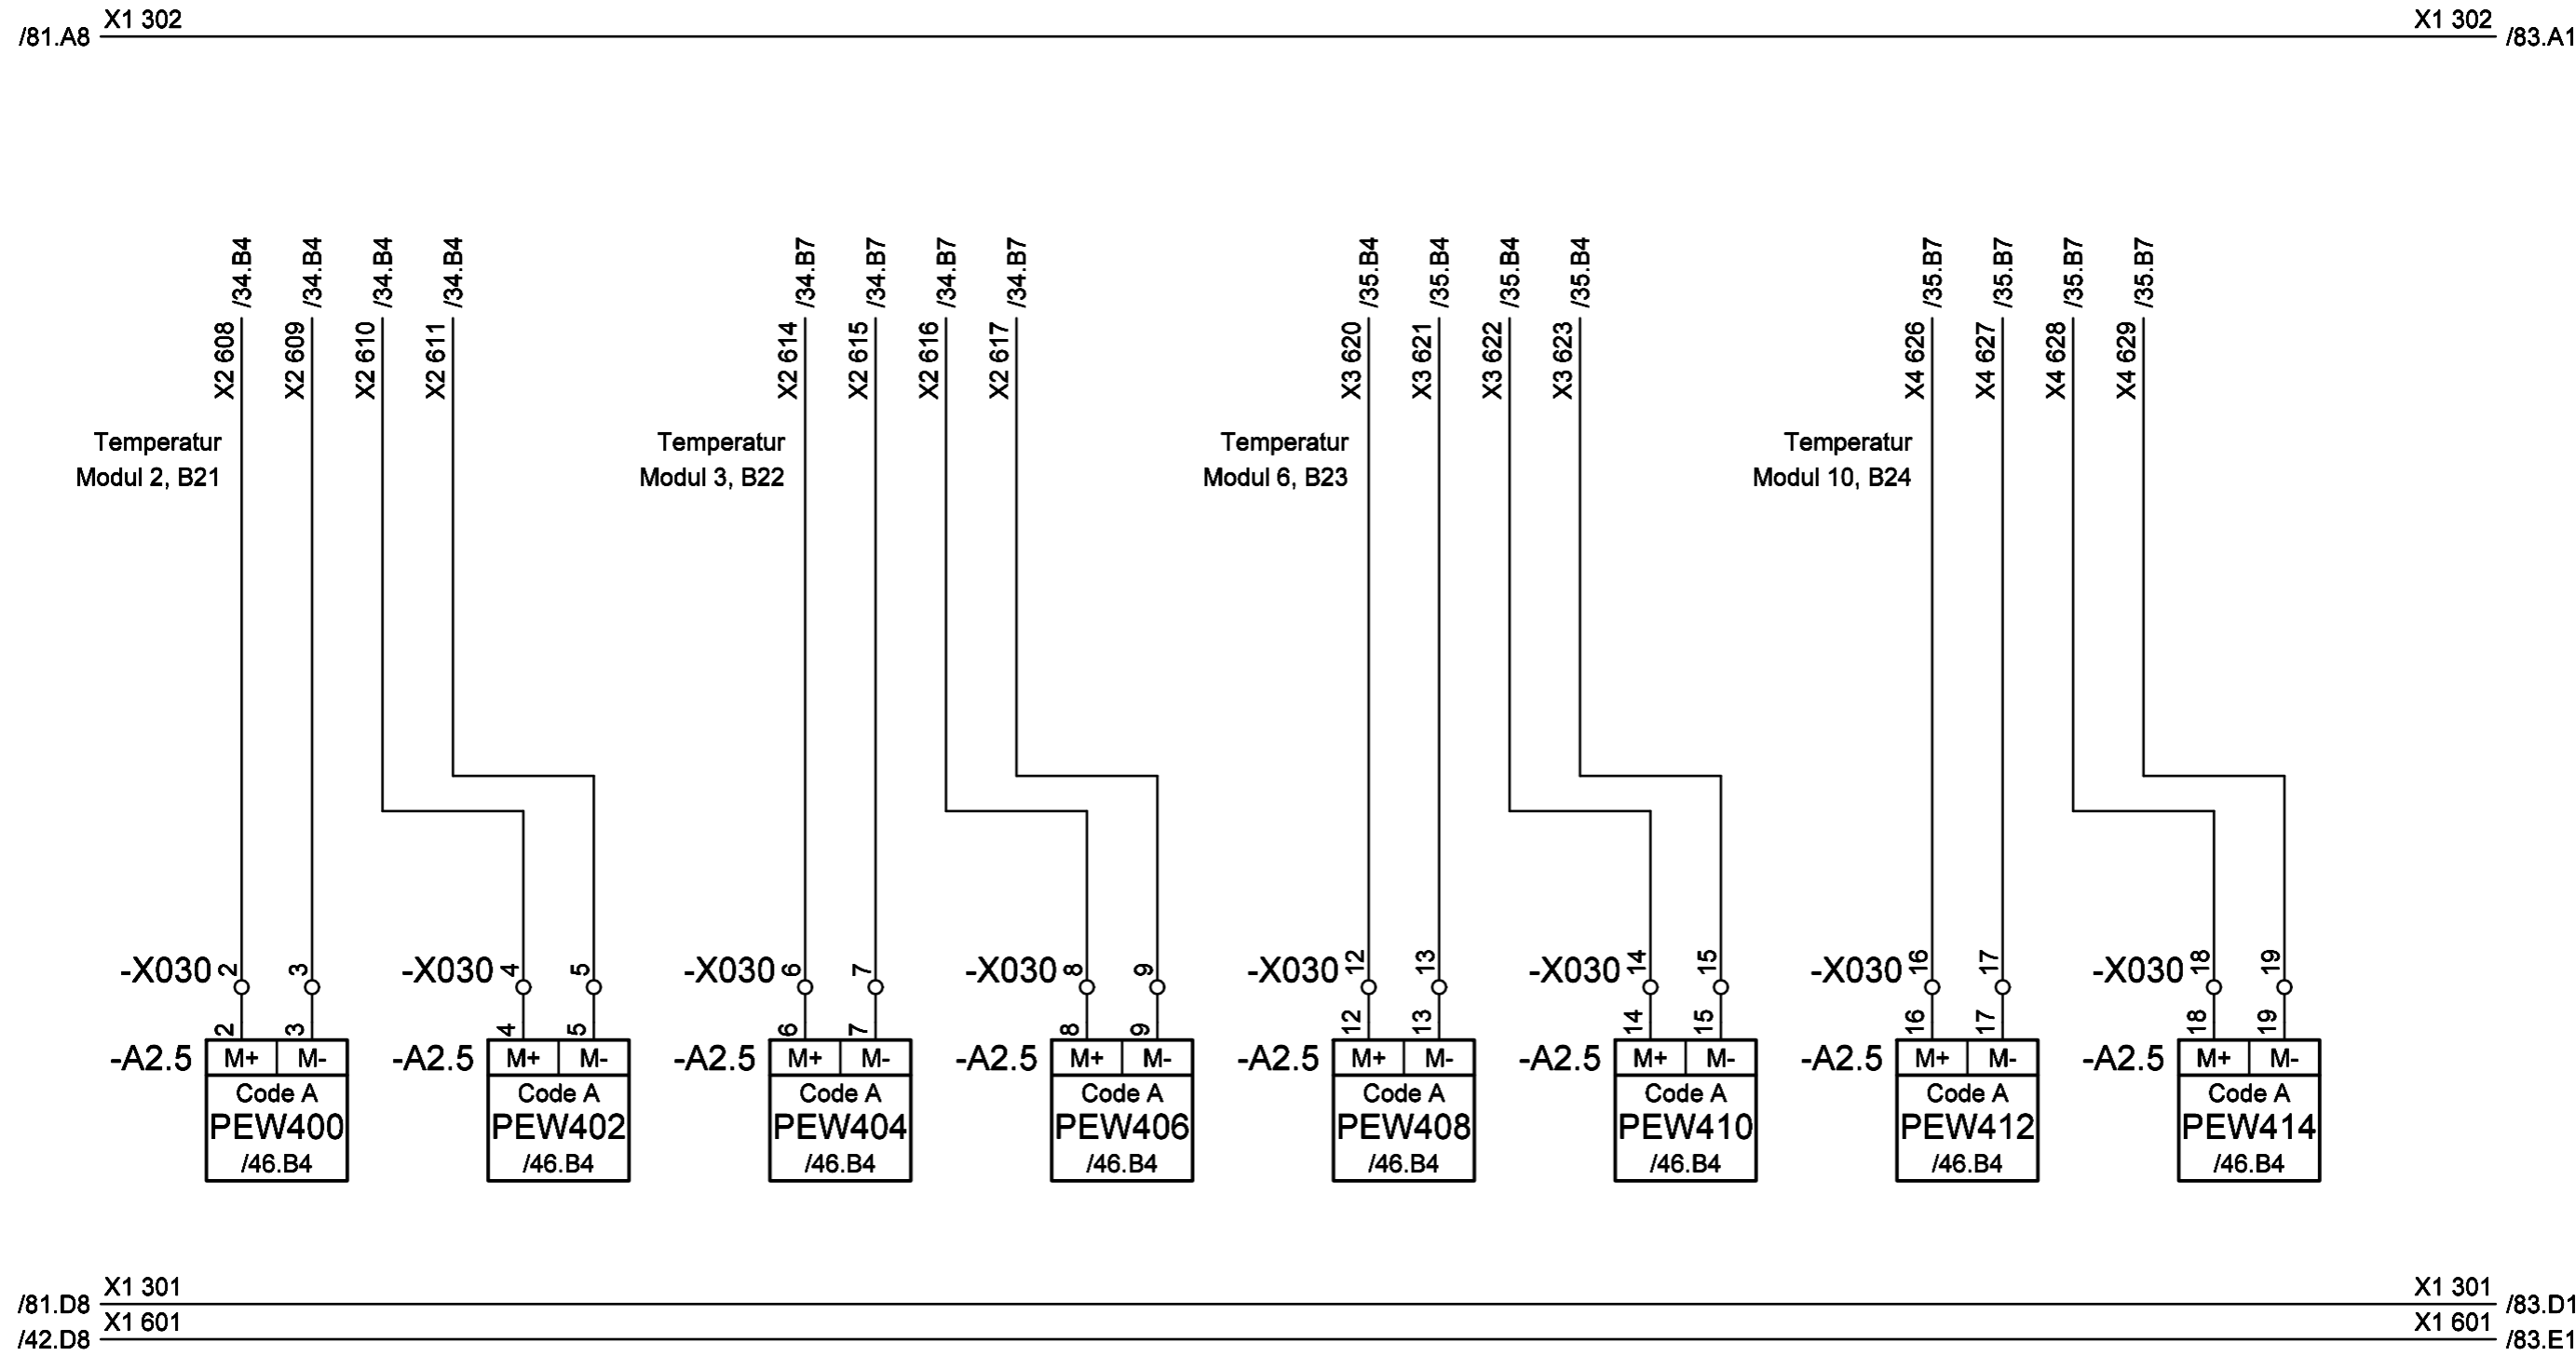 X1 302
X1 302
/81.A8
/83.A1
/34.B4
/34.B4
/34.B4
/34.B4
/34.B7
/34.B7
/34.B7
/34.B7
/35.B4
/35.B4
/35.B4
/35.B4
/35.B7
/35.B7
/35.B7
/35.B7
X2 608
X2 609
X2 610
X2 611
X2 614
X2 615
X2 616
X2 617
X3 620
X3 621
X3 622
X3 623
X4 626
X4 627
X4 628
X4 629
Temperatur
Modul 2, B21
Temperatur
Modul 3, B22
Temperatur
Modul 6, B23
Temperatur
Modul 10, B24
-X030 2 3
-X030 4 5
-X030 6 7
-X030 8 9
-X030 12 13
-X030 14 15
-X030 16 17
-X030 18 19
2 3
4 5
6 7
8 9
12 13
14 15
16 17
18 19
-A2.5 M+ M-
-A2.5 M+ M-
-A2.5 M+ M-
-A2.5 M+ M-
-A2.5 M+ M-
-A2.5 M+ M-
-A2.5 M+ M-
-A2.5 M+ M-
Code A
PEW400
/46.B4
Code A
PEW402
/46.B4
Code A
PEW404
/46.B4
Code A
PEW406
/46.B4
Code A
PEW408
/46.B4
Code A
PEW410
/46.B4
Code A
PEW412
/46.B4
Code A
PEW414
/46.B4
X1 301
X1 301
/81.D8
/83.D1
X1 601
X1 601
/42.D8
/83.E1